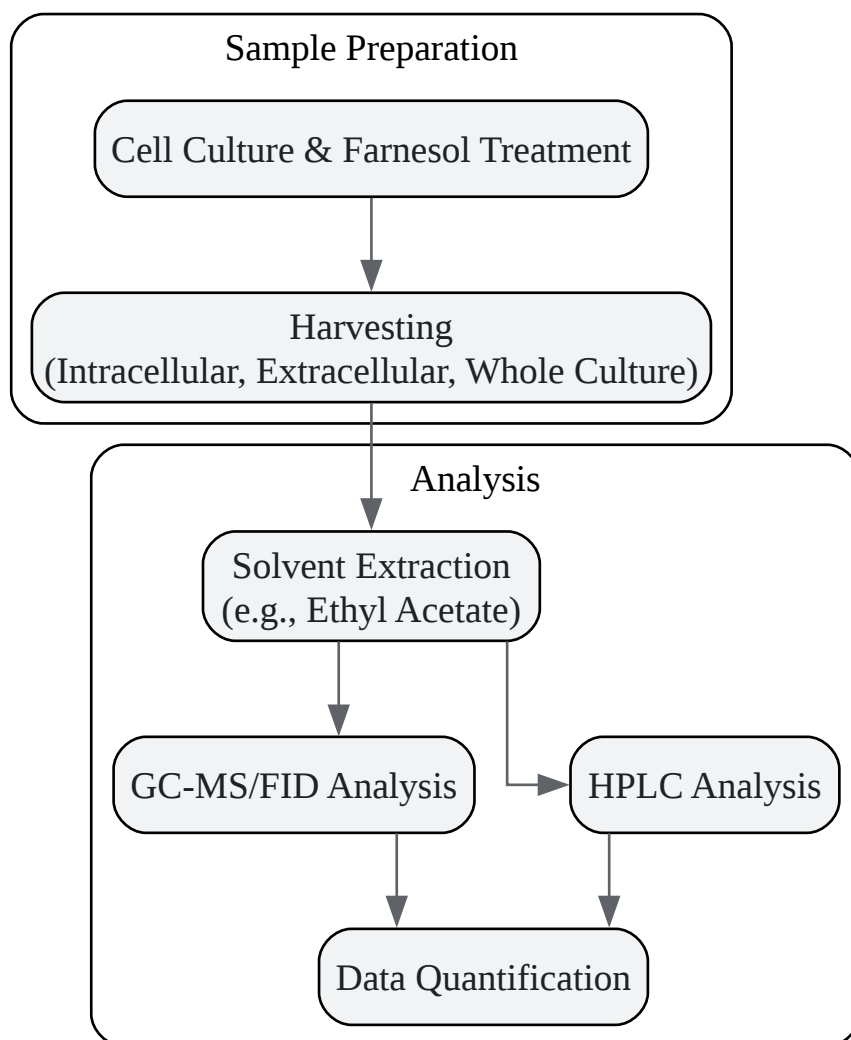 Sample Preparation
Cell Culture & Farnesol Treatment
Harvesting
(Intracellular, Extracellular, Whole Culture)
Analysis
Solvent Extraction
(e.g., Ethyl Acetate)
GC-MS/FID Analysis
HPLC Analysis
Data Quantification